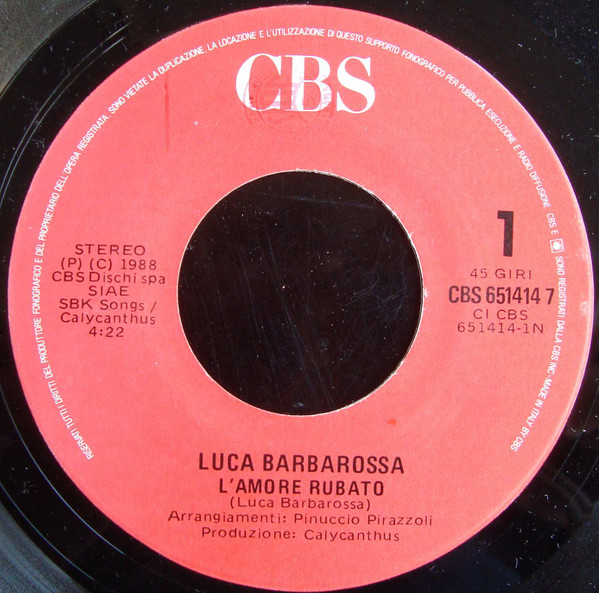 RISERVATI TUTTI I DIRITTI DEL PRODUTTORE FONOGRAFICO E DEL PROPRIETARIO DELL'OPERA REGISTRATA. SONO VIETATE LA DUPLICAZIONE, LA LOCAZIONE E L'UTILIZZAZIONE DI QUESTO SUPPORTO FONOGRAFICO PER PUBBLICA ESECUZIONE E RADIO DIFFUSIONE. CBS E SONO REGISTRATI DALLA CBS INC - MADE IN ITALY BY CBS
CBS
STEREO
(P) (C) 1988
CBS Dischi spa
SIAE
SBK Songs /
Calycanthus
4:22
1
45 GIRI
CBS 651414 7
CI CBS
651414-1N
LUCA BARBAROSSA
L'AMORE RUBATO
(Luca Barbarossa)
Arrangiamenti: Pinuccio Pirazzoli
Produzione: Calycanthus